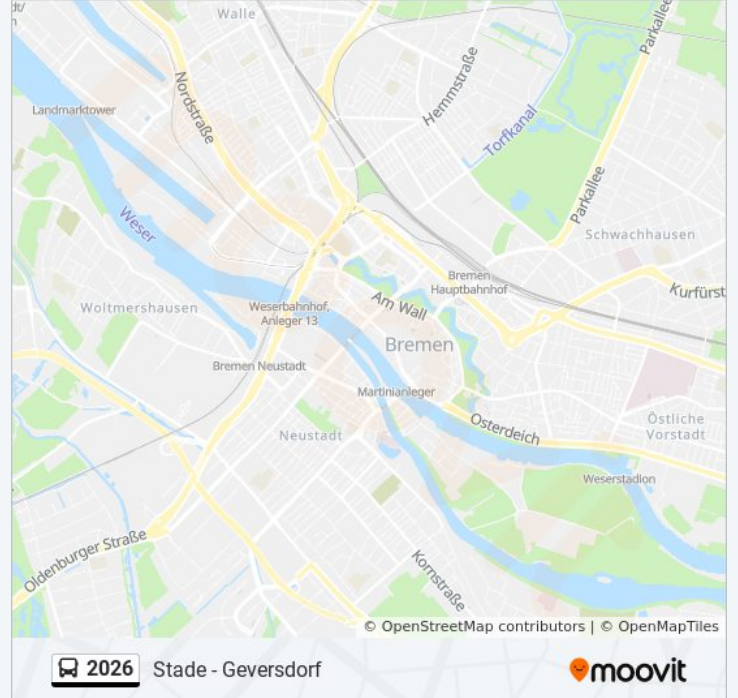 dt/
Walle
Parkallee
Hemmstraße
Nordstraße
Landmarktower
Torfkanal
Parkallee
Weser
Schwachhausen
Bremen
Hauptbahnhof
Kurfürst
Woltmershausen
Weserbahnhof,
Anleger 13
Am Wall
Bremen
Bremen Neustadt
Martinianleger
Osterdeich
Östliche
Vorstadt
Neustadt
Weserstadion
Oldenburger Straße
Kornstraße
© OpenStreetMap contributors | © OpenMapTiles
2026 Stade - Geversdorf
moovit